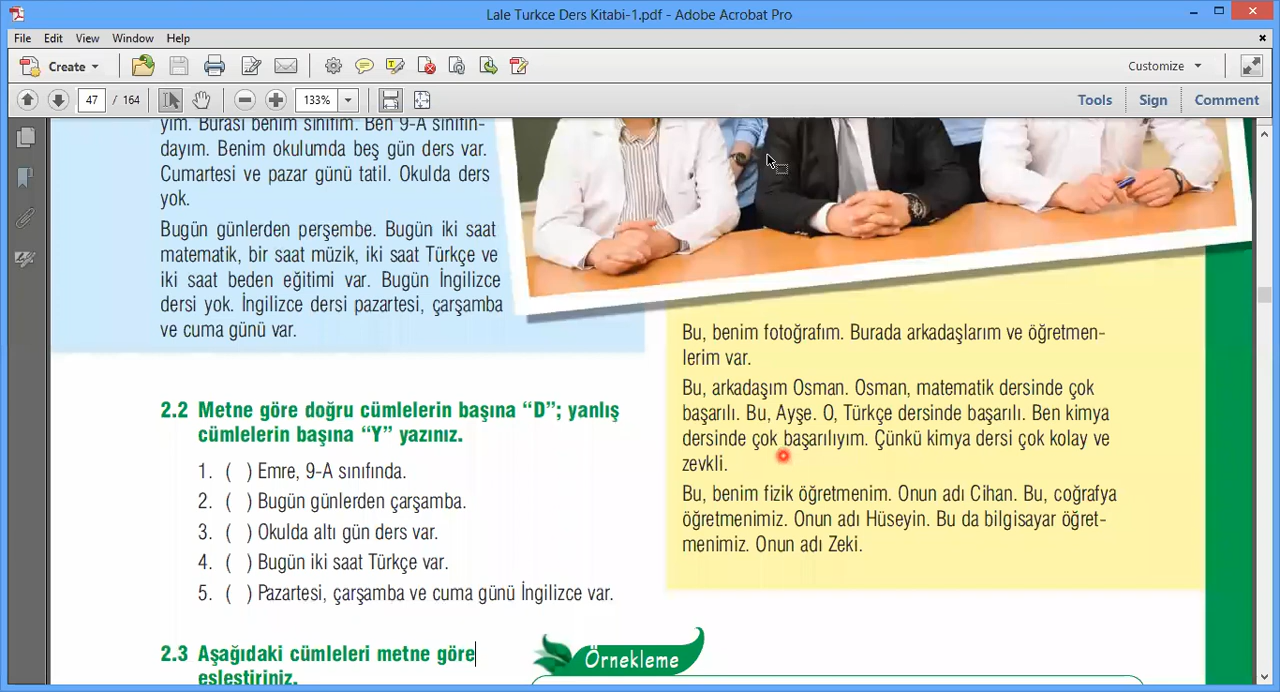 Lale Turkce Ders Kitabi-1.pdf - Adobe Acrobat Pro
File Edit View Window Help
Create Customize
47 / 164 133% Tools Sign Comment
yim. Burası benim sınıfım. Ben 9-A sınıfın-
dayım. Benim okulumda beş gün ders var.
Cumartesi ve pazar günü tatil. Okulda ders
yok.
Bugün günlerden perşembe. Bugün iki saat
matematik, bir saat müzik, iki saat Türkçe ve
iki saat beden eğitimi var. Bugün İngilizce
dersi yok. İngilizce dersi pazartesi, çarşamba
ve cuma günü var.
2.2 Metne göre doğru cümlelerin başına “D”; yanlış
cümlelerin başına “Y” yazınız.
1. ( ) Emre, 9-A sınıfında.
2. ( ) Bugün günlerden çarşamba.
3. ( ) Okulda altı gün ders var.
4. ( ) Bugün iki saat Türkçe var.
5. ( ) Pazartesi, çarşamba ve cuma günü İngilizce var.
2.3 Aşağıdaki cümleleri metne göre
eşleştiriniz.
Bu, benim fotoğrafım. Burada arkadaşlarım ve öğretmen-
lerim var.
Bu, arkadaşım Osman. Osman, matematik dersinde çok
başarılı. Bu, Ayşe. O, Türkçe dersinde başarılı. Ben kimya
dersinde çok başarılıyım. Çünkü kimya dersi çok kolay ve
zevkli.
Bu, benim fizik öğretmenim. Onun adı Cihan. Bu, coğrafya
öğretmenimiz. Onun adı Hüseyin. Bu da bilgisayar öğret-
menimiz. Onun adı Zeki.
Örnekleme